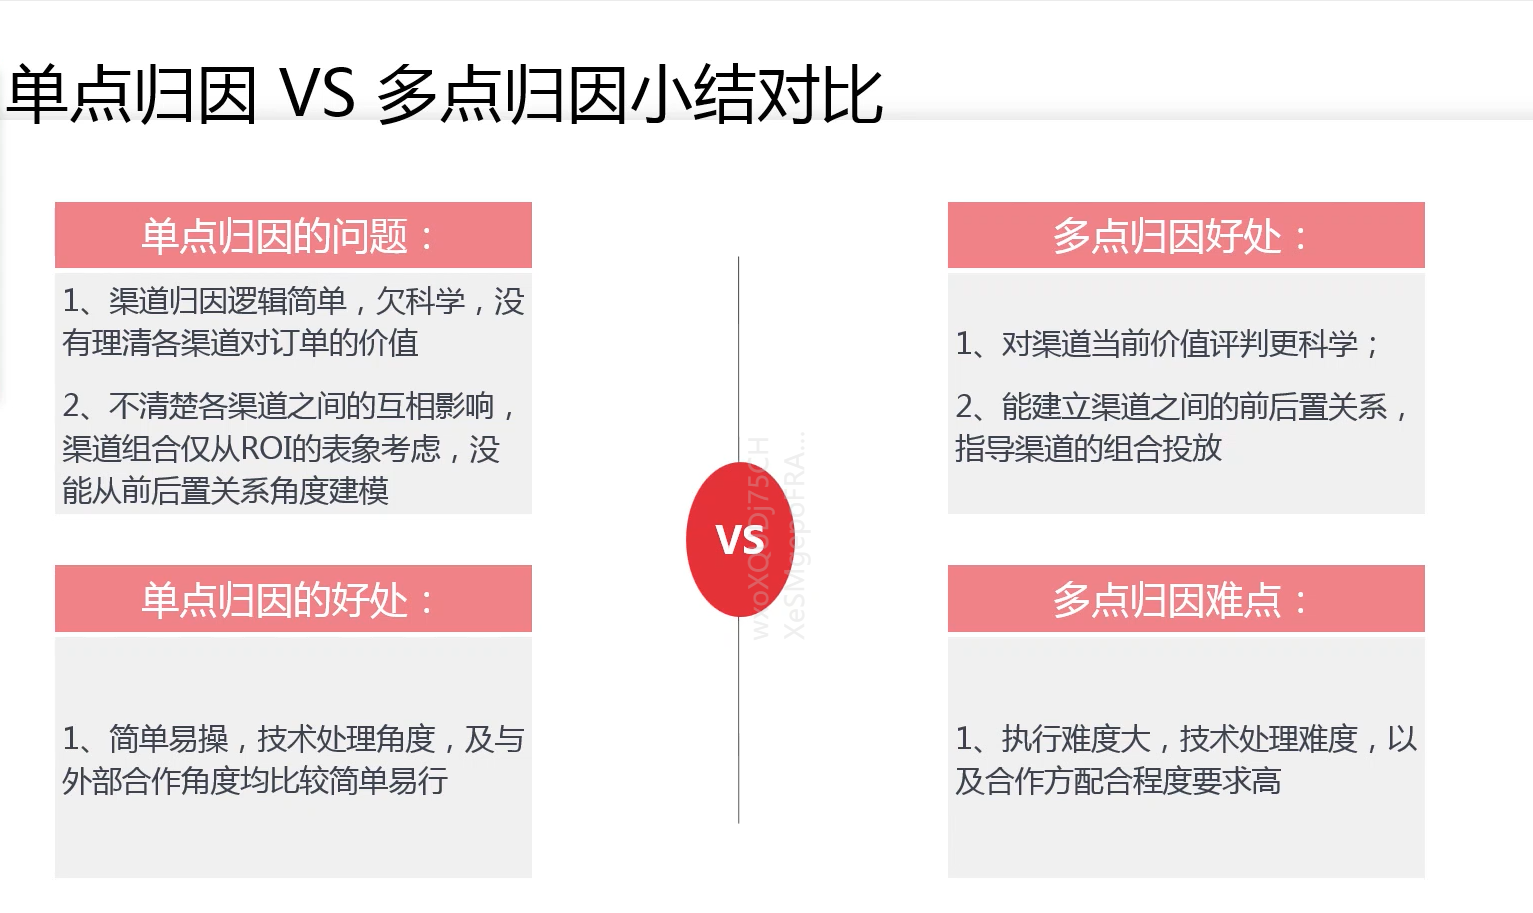 单点归因 VS 多点归因小结对比
单点归因的问题：
1、渠道归因逻辑简单，欠科学，没
有理清各渠道对订单的价值
2、不清楚各渠道之间的互相影响，
渠道组合仅从ROI的表象考虑，没
能从前后置关系角度建模
单点归因的好处：
1、简单易操，技术处理角度，及与
外部合作角度均比较简单易行
VS
多点归因好处：
1、对渠道当前价值评判更科学；
2、能建立渠道之间的前后置关系，
指导渠道的组合投放
多点归因难点：
1、执行难度大，技术处理难度，以
及合作方配合程度要求高